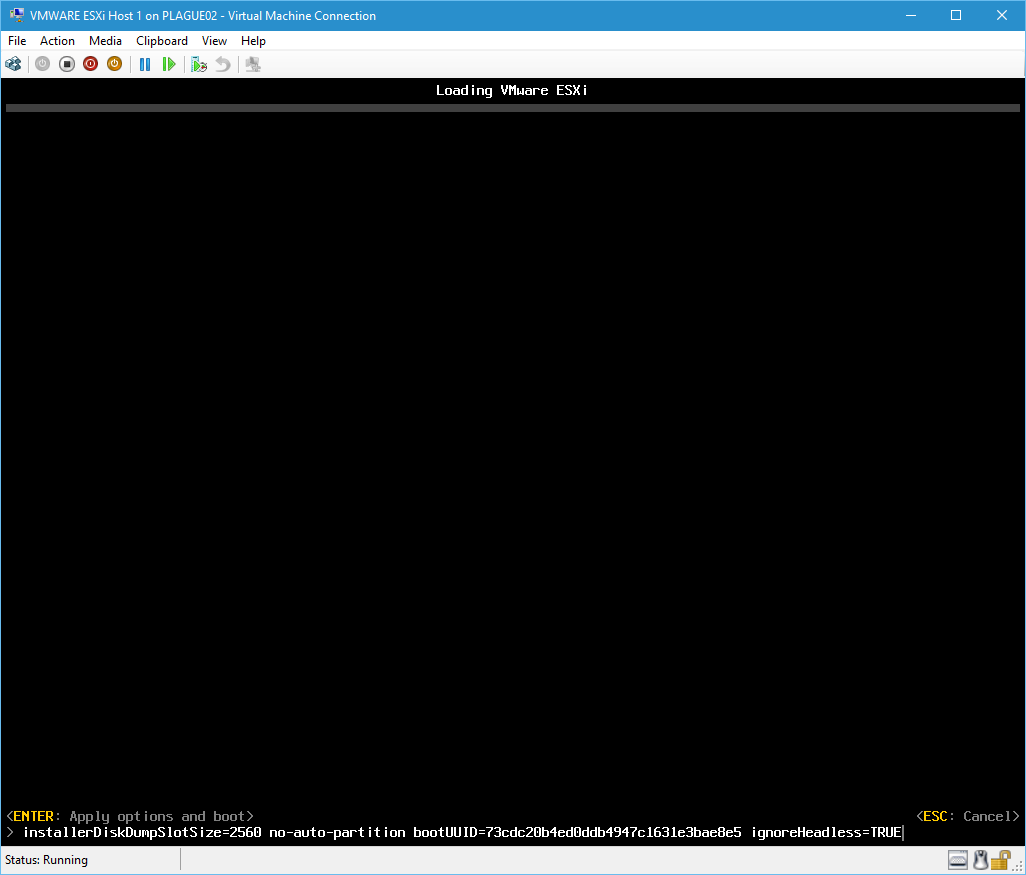 VMWARE ESXi Host 1 on PLAGUE02 - Virtual Machine Connection
File Action Media Clipboard View Help
Loading VMware ESXi
<ENTER: Apply options and boot> <ESC: Cancel>
> installerDiskDumpSlotSize=2560 no-auto-partition bootUUID=73cdc20b4ed0ddb4947c1631e3bae8e5 ignoreHeadless=TRUE
Status: Running